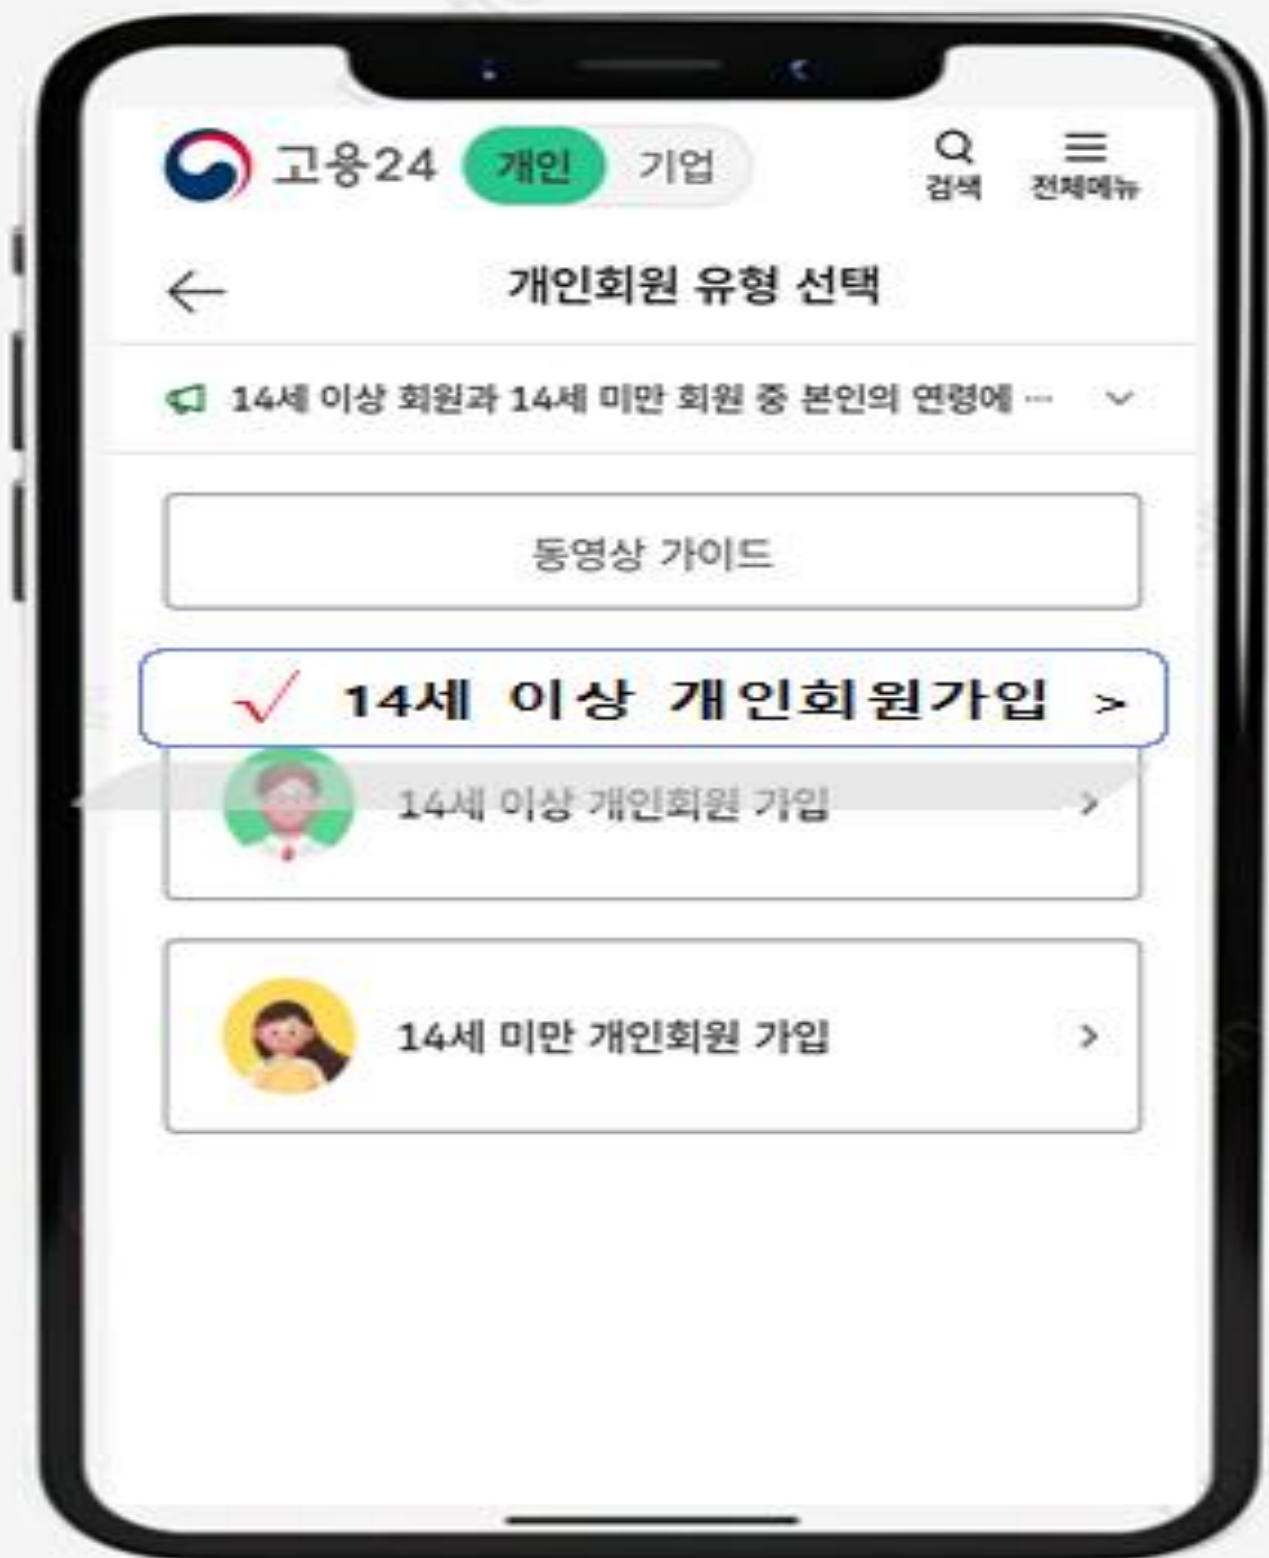 고용24 개인 기업 검색 전체메뉴
개인회원 유형 선택
14세 이상 회원과 14세 미만 회원 중 본인의 연령에 ...
동영상 가이드
√ 14세 이상 개인회원가입 >
14세 이상 개인회원 가입 >
14세 미만 개인회원 가입 >